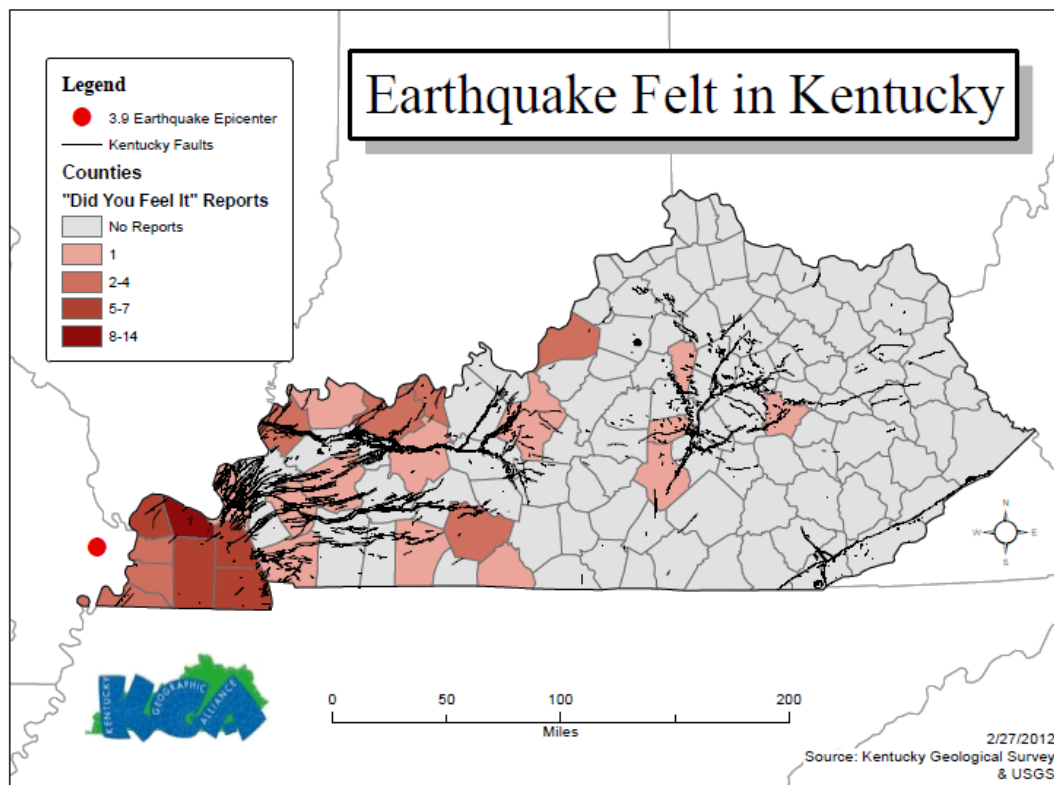 Earthquake Felt in Kentucky
Legend
3.9 Earthquake Epicenter
Kentucky Faults
Counties
"Did You Feel It" Reports
No Reports
1
2-4
5-7
8-14
N
W E
S
KENTUCKY
GEOGRAPHIC
ALLIANCE
0 50 100 200
Miles
2/27/2012
Source: Kentucky Geological Survey
& USGS